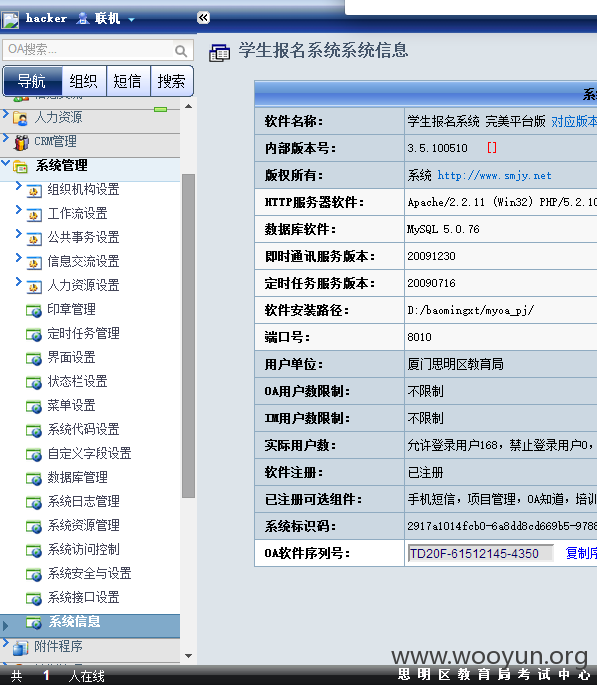 hacker 联机
OA搜索...
导航 组织 短信 搜索
人力资源
CRM管理
系统管理
组织机构设置
工作流设置
公共事务设置
信息交流设置
人力资源设置
印章管理
定时任务管理
界面设置
状态栏设置
菜单设置
系统代码设置
自定义字段设置
数据库管理
系统日志管理
系统资源管理
系统访问控制
系统安全与设置
系统接口设置
系统信息
附件程序
共 1 人在线
学生报名系统系统信息
系
软件名称： 学生报名系统 完美平台版 对应版本
内部版本号： 3.5.100510 []
版权所有： 系统 http://www.smjy.net
HTTP服务器软件： Apache/2.2.11 (Win32) PHP/5.2.10
数据库软件： MySQL 5.0.76
即时通讯服务版本： 20091230
定时任务服务版本： 20090716
软件安装路径： D:/baomingxt/myoa_pj/
端口号： 8010
用户单位： 厦门思明区教育局
OA用户数限制： 不限制
IM用户数限制： 不限制
实际用户数： 允许登录用户168，禁止登录用户0，
软件注册： 已注册
已注册可选组件： 手机短信，项目管理，OA知道，培训
系统标识码： 2917a1014fcb0-6a8dd8cd669b5-9788
OA软件序列号： TD20F-61512145-4350 复制序
www.wooyun.org
思明区教育局考试中心